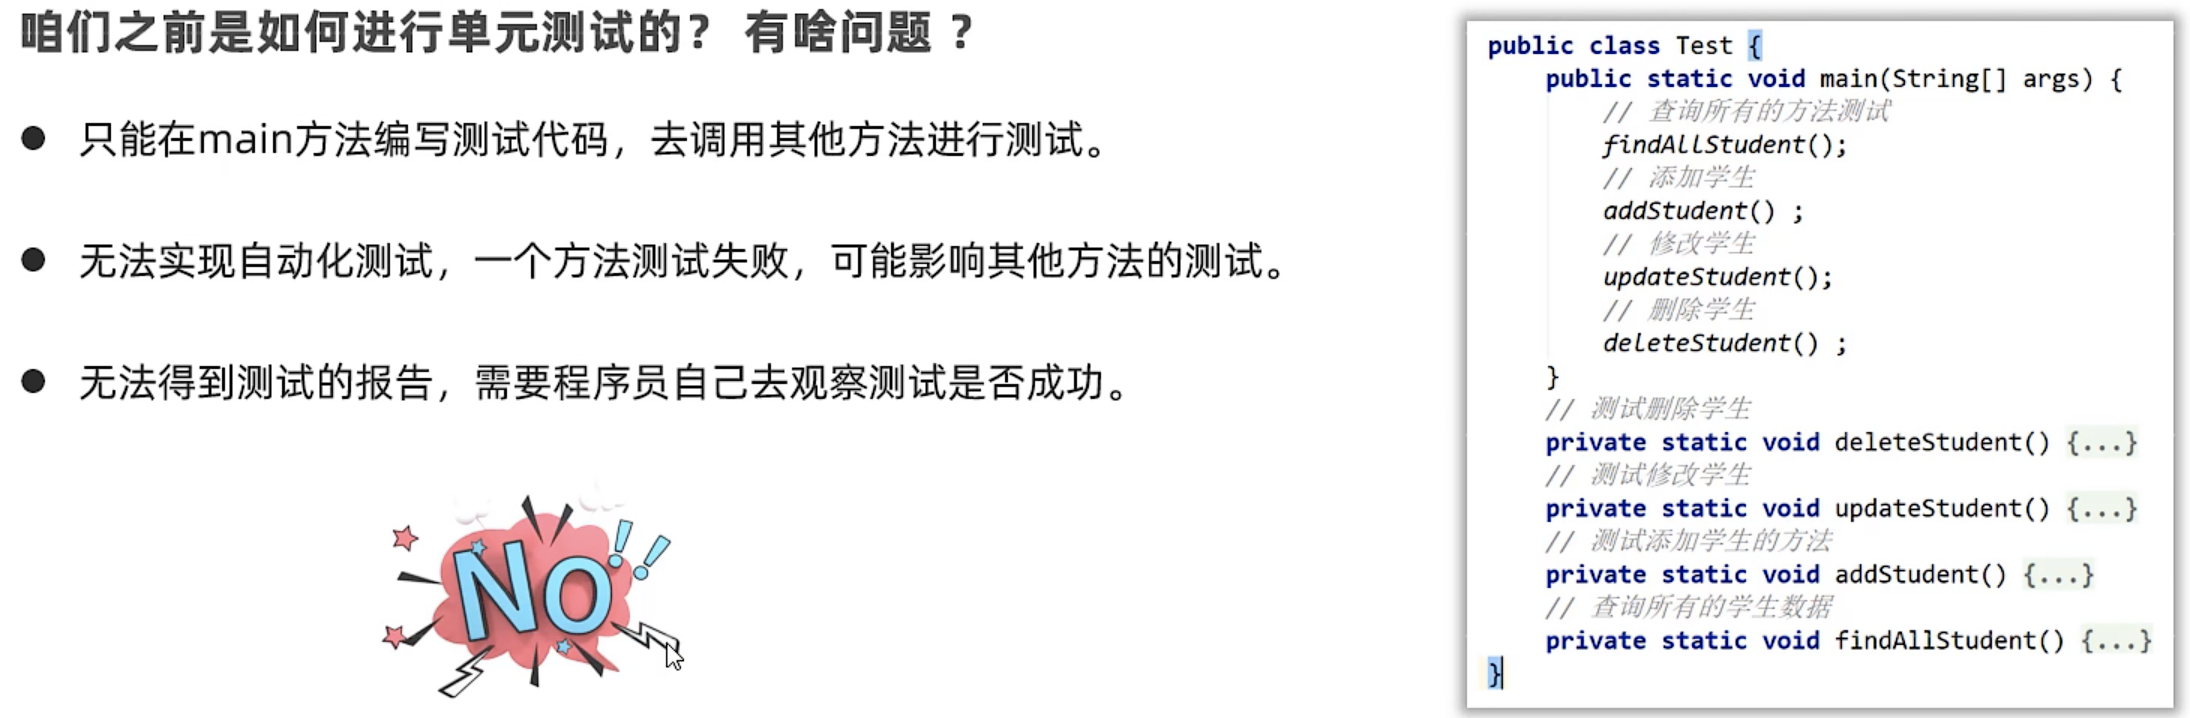 咱们之前是如何进行单元测试的？ 有啥问题 ？
● 只能在main方法编写测试代码，去调用其他方法进行测试。
● 无法实现自动化测试，一个方法测试失败，可能影响其他方法的测试。
● 无法得到测试的报告，需要程序员自己去观察测试是否成功。
No!!
public class Test {
    public static void main(String[] args) {
        // 查询所有的方法测试
        findAllStudent();
        // 添加学生
        addStudent() ;
        // 修改学生
        updateStudent();
        // 删除学生
        deleteStudent() ;
    }
    // 测试删除学生
    private static void deleteStudent() {...}
    // 测试修改学生
    private static void updateStudent() {...}
    // 测试添加学生的方法
    private static void addStudent() {...}
    // 查询所有的学生数据
    private static void findAllStudent() {...}
}